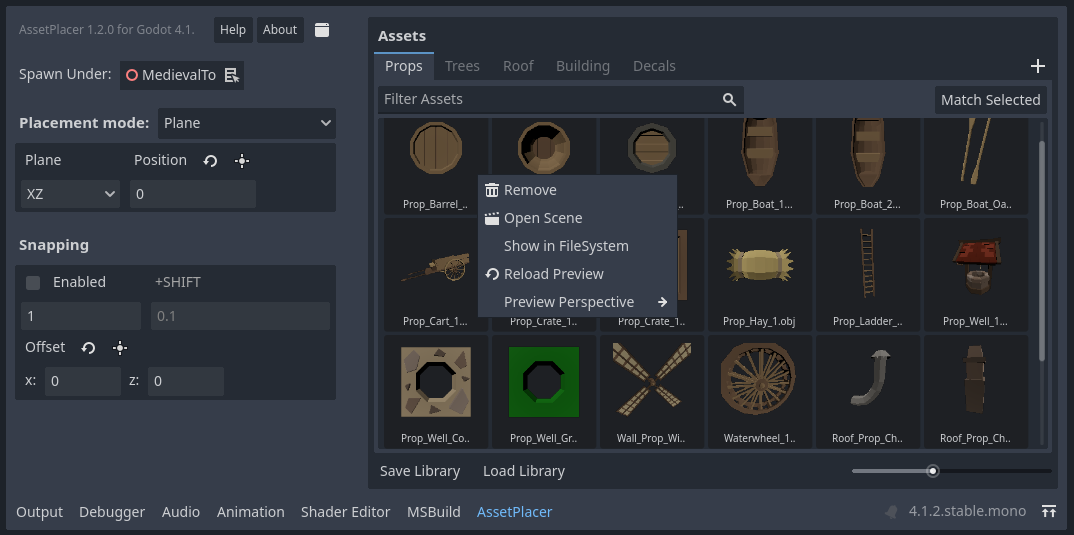 AssetPlacer 1.2.0 for Godot 4.1.
Help
About
Spawn Under:
MedievalTo
Placement mode:
Plane
Plane
Position
XZ
0
Snapping
Enabled
+SHIFT
1
0.1
Offset
x:
0
z:
0
Assets
Props
Trees
Roof
Building
Decals
Filter Assets
Match Selected
Prop_Barrel_..
Prop_Boat_1...
Prop_Boat_2...
Prop_Boat_Oa..
Remove
Open Scene
Show in FileSystem
Reload Preview
Preview Perspective
Prop_Cart_1...
Prop_Crate_1..
Prop_Crate_1..
Prop_Hay_1.obj
Prop_Ladder_..
Prop_Well_1...
Prop_Well_Co..
Prop_Well_Gr..
Wall_Prop_Wi..
Waterwheel_1..
Roof_Prop_Ch..
Roof_Prop_Ch..
Save Library
Load Library
Output
Debugger
Audio
Animation
Shader Editor
MSBuild
AssetPlacer
4.1.2.stable.mono